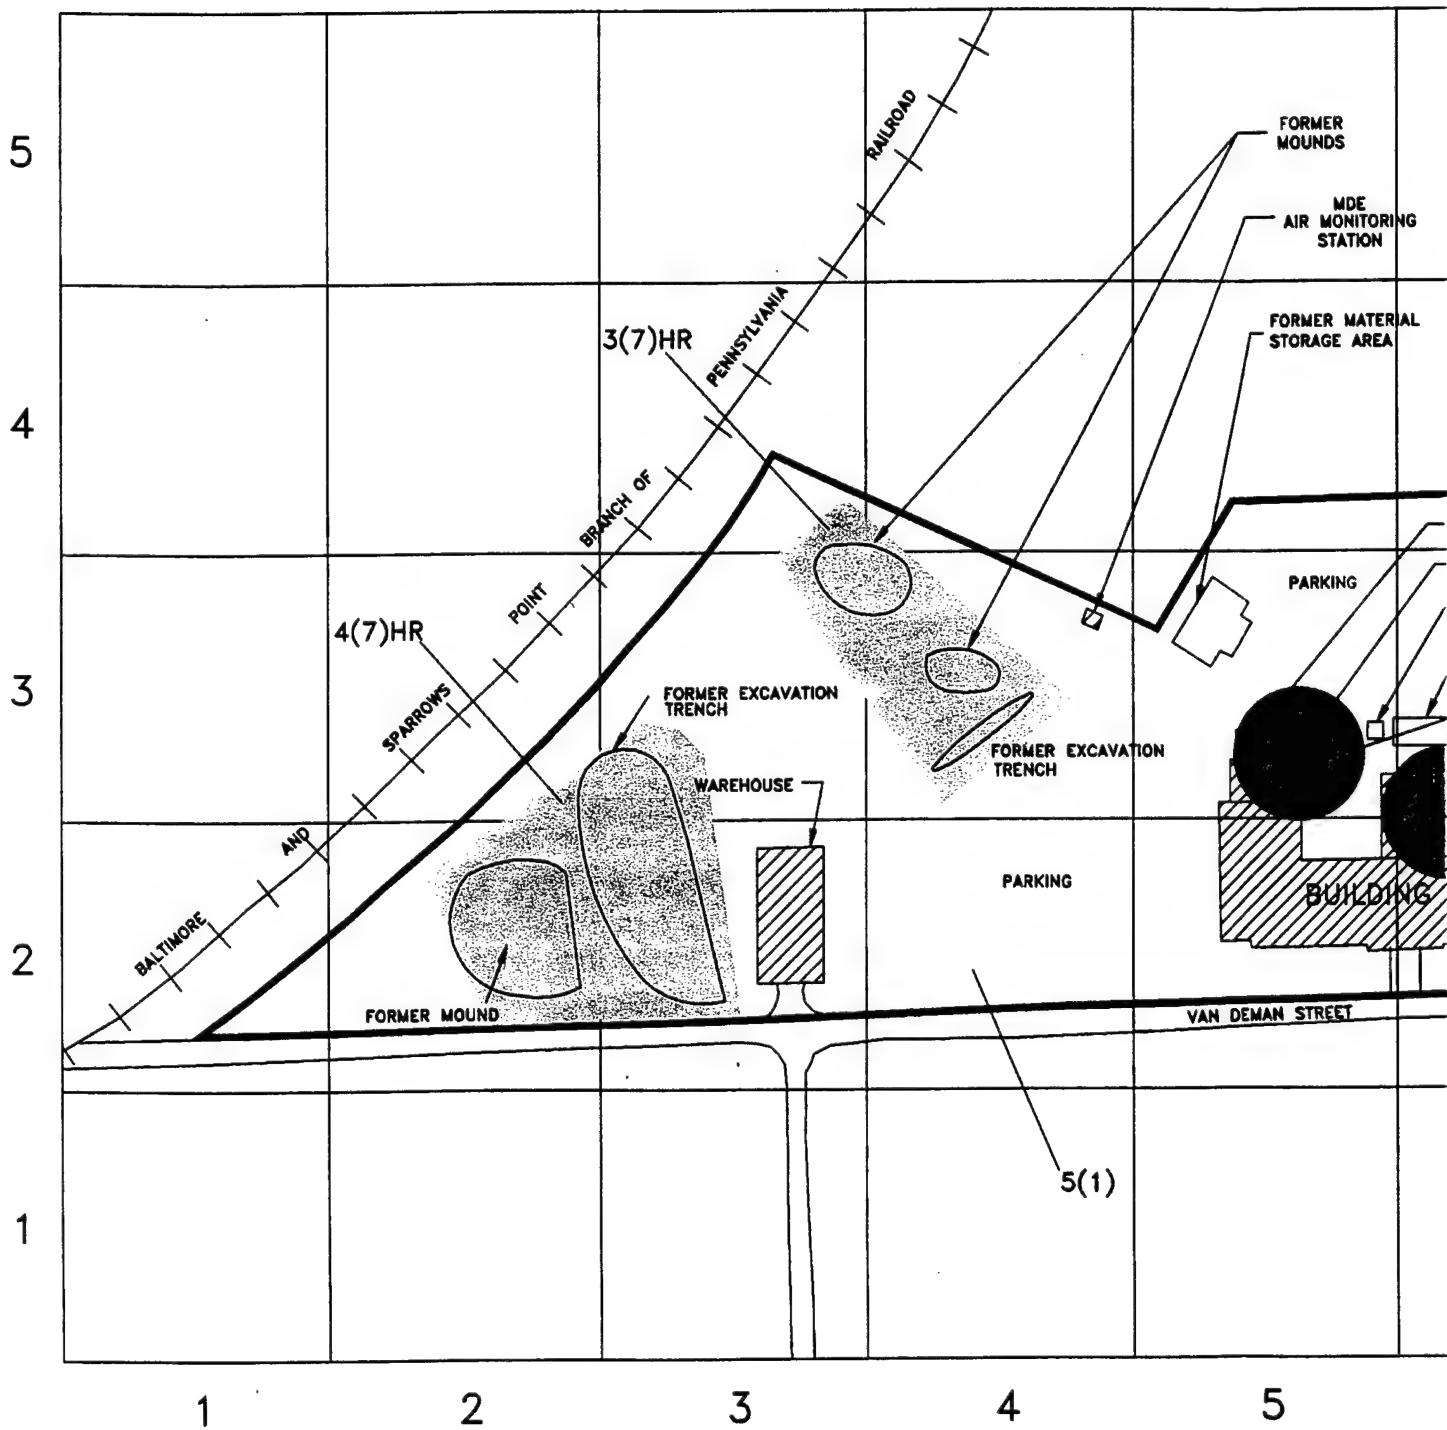 5
FORMER
MOUNDS
RAILROAD
MDE
AIR MONITORING
STATION
PENNSYLVANIA
3(7)HR
FORMER MATERIAL
STORAGE AREA
4
BRANCH OF
PARKING
POINT
4(7)HR
3
SPARROWS
FORMER EXCAVATION
TRENCH
FORMER EXCAVATION
TRENCH
WAREHOUSE
AND
PARKING
BUILDING
BALTIMORE
2
FORMER MOUND
VAN DEMAN STREET
5(1)
1
1 2 3 4 5